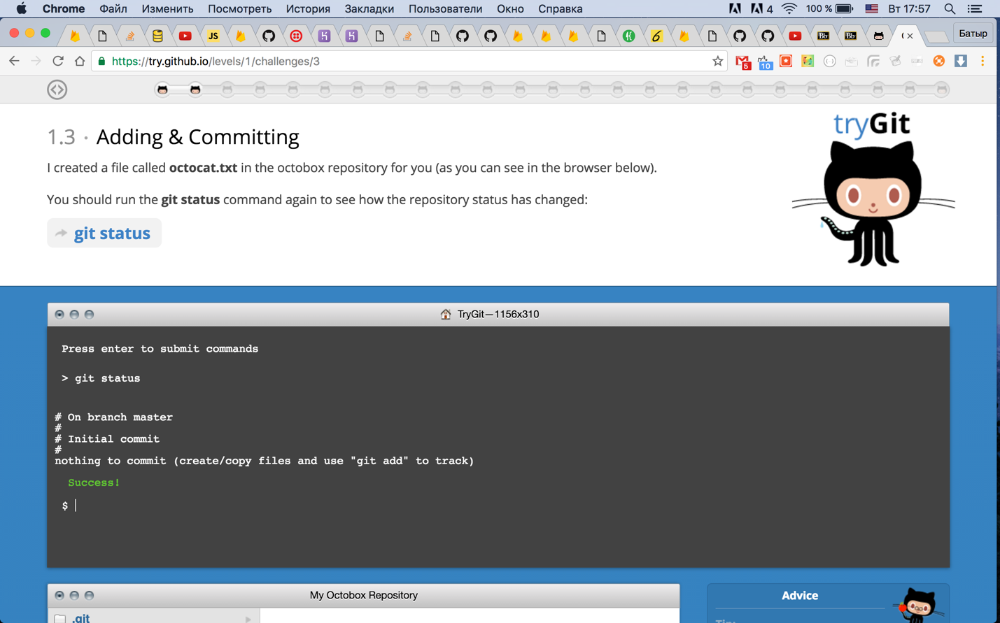 Chrome Файл Изменить Посмотреть История Закладки Пользователи Окно Справка 4 100 % Вт 17:57
JS Bb Bb Батыр
https://try.github.io/levels/1/challenges/3 5 10
1.3 · Adding & Committing
tryGit
I created a file called octocat.txt in the octobox repository for you (as you can see in the browser below).
You should run the git status command again to see how the repository status has changed:
git status
TryGit—1156x310
Press enter to submit commands
> git status
# On branch master
#
# Initial commit
#
nothing to commit (create/copy files and use "git add" to track)
Success!
$
My Octobox Repository
Advice
.git